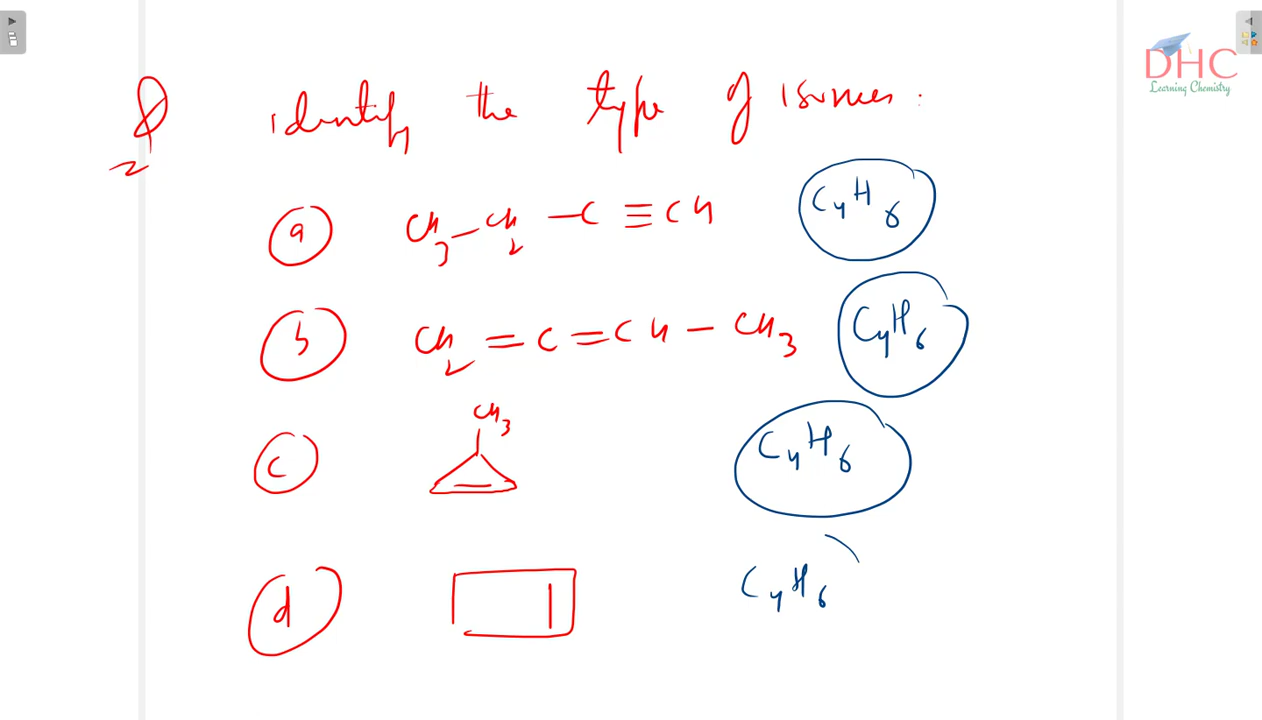 DHC
Learning Chemistry
Q2 identify the type of isomers :
a CH3 — CH2 — C ≡ CH C4H6
b CH2 = C = CH — CH3 C4H6
c CH3 C4H6
d C4H6